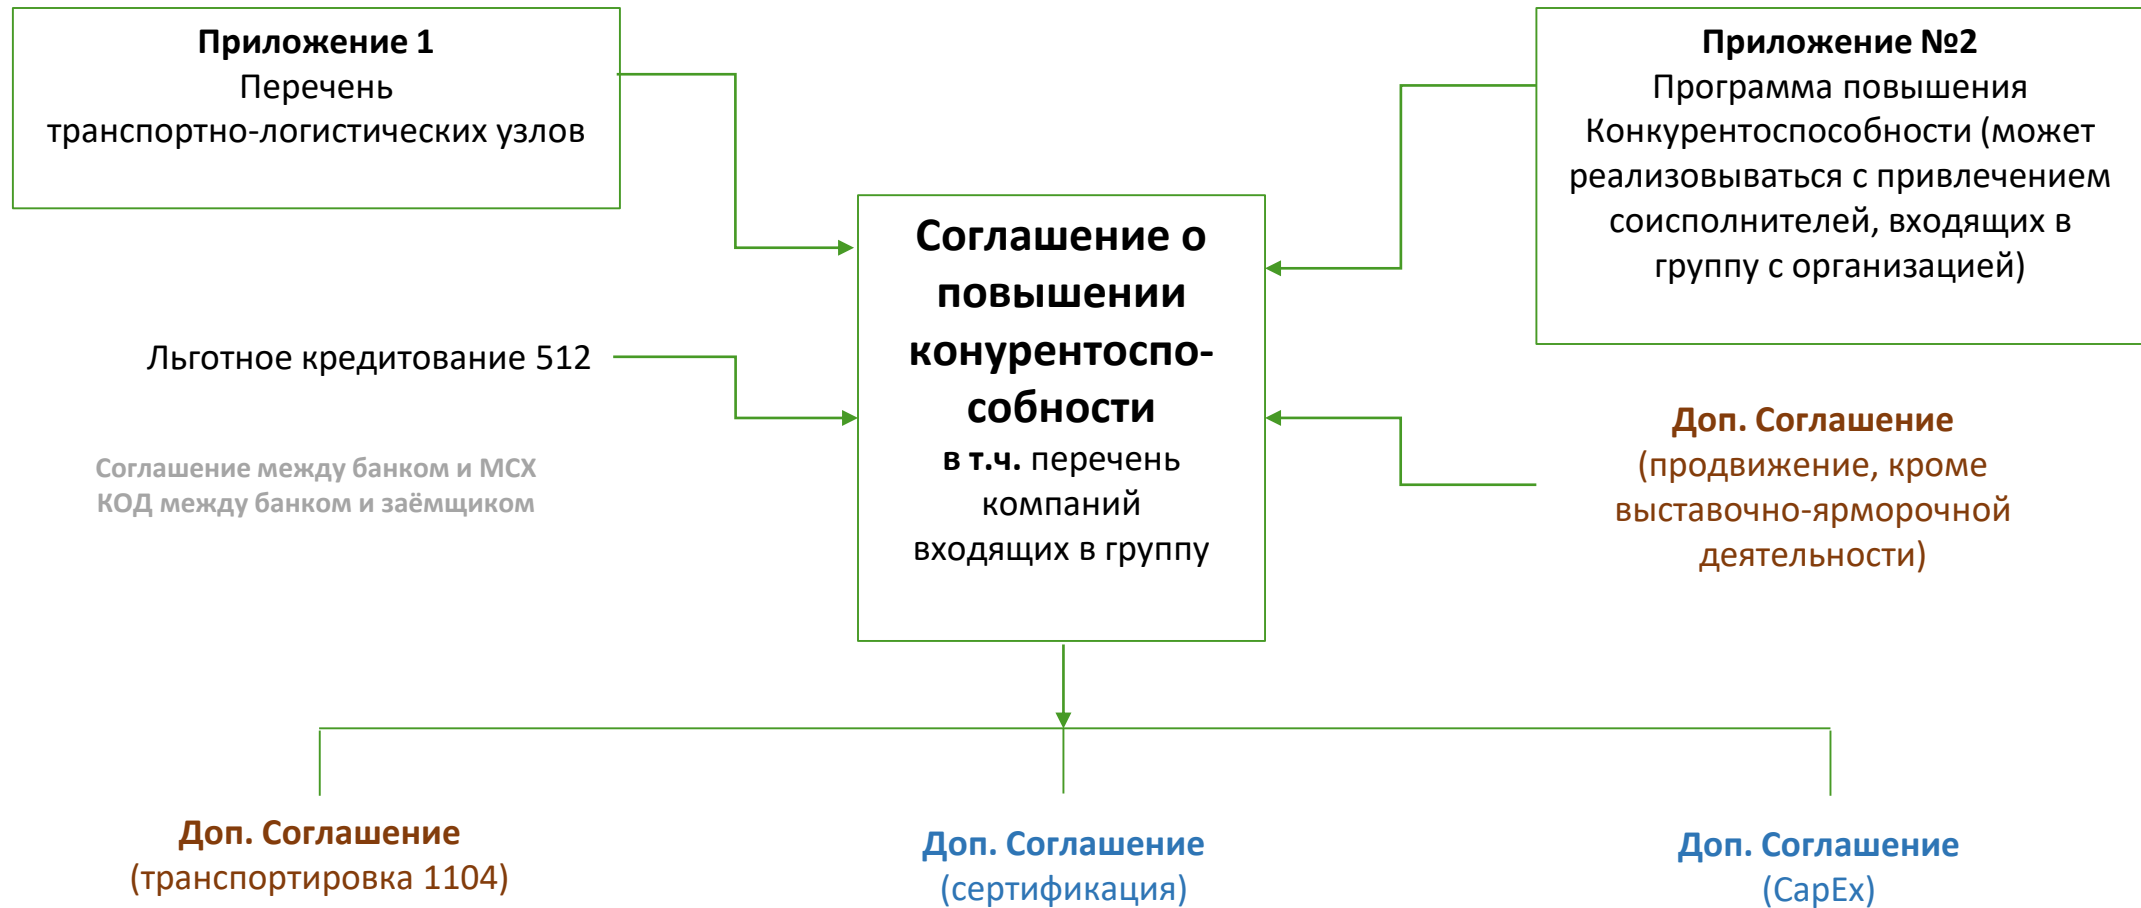 Приложение 1
Перечень
транспортно-логистических узлов
Приложение №2
Программа повышения
Конкурентоспособности (может
реализовываться с привлечением
соисполнителей, входящих в
группу с организацией)
Соглашение о
повышении
конурентоспо-
собности
в т.ч. перечень
компаний
входящих в группу
Льготное кредитование 512
Соглашение между банком и МСХ
КОД между банком и заёмщиком
Доп. Соглашение
(продвижение, кроме
выставочно-ярморочной
деятельности)
Доп. Соглашение
(транспортировка 1104)
Доп. Соглашение
(сертификация)
Доп. Соглашение
(CapEx)